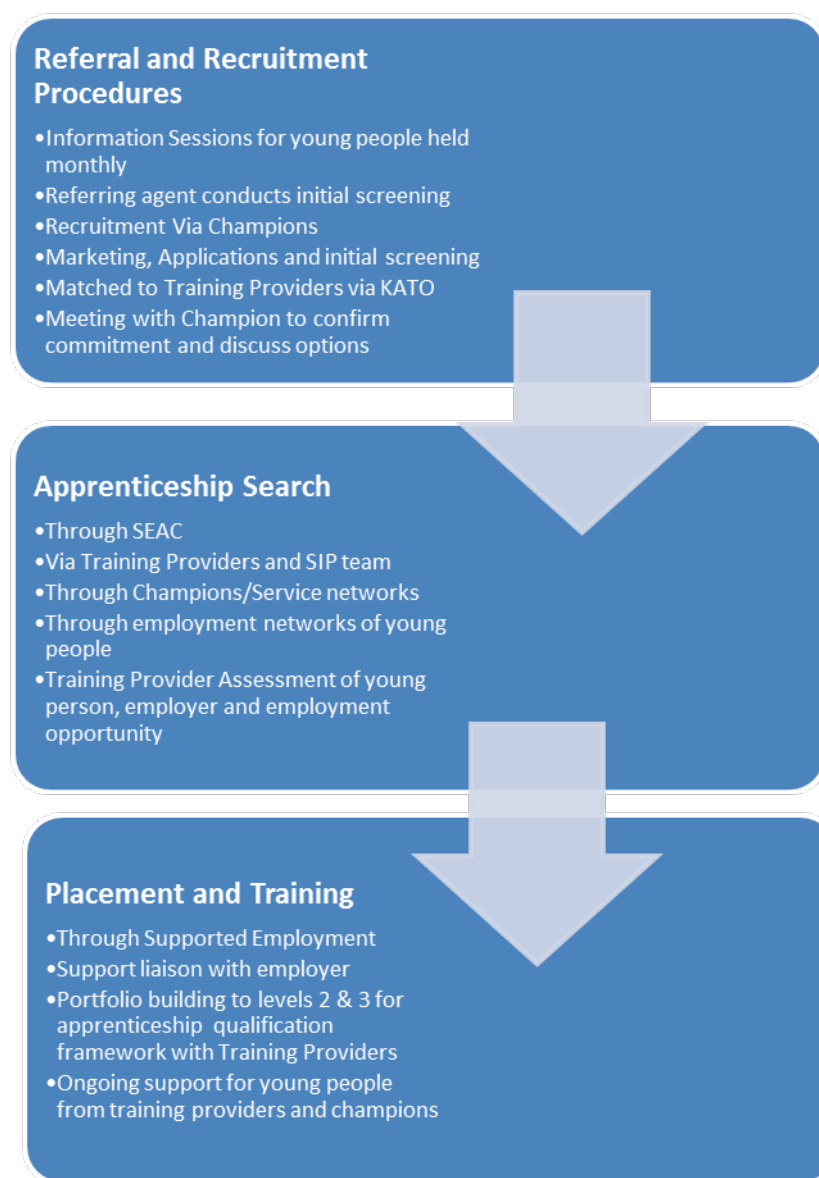 Referral and Recruitment
Procedures
•Information Sessions for young people held
monthly
•Referring agent conducts initial screening
•Recruitment Via Champions
•Marketing, Applications and initial screening
•Matched to Training Providers via KATO
•Meeting with Champion to confirm
commitment and discuss options
Apprenticeship Search
•Through SEAC
•Via Training Providers and SIP team
•Through Champions/Service networks
•Through employment networks of young
people
•Training Provider Assessment of young
person, employer and employment
opportunity
Placement and Training
•Through Supported Employment
•Support liaison with employer
•Portfolio building to levels 2 & 3 for
apprenticeship qualification
framework with Training Providers
•Ongoing support for young people
from training providers and champions